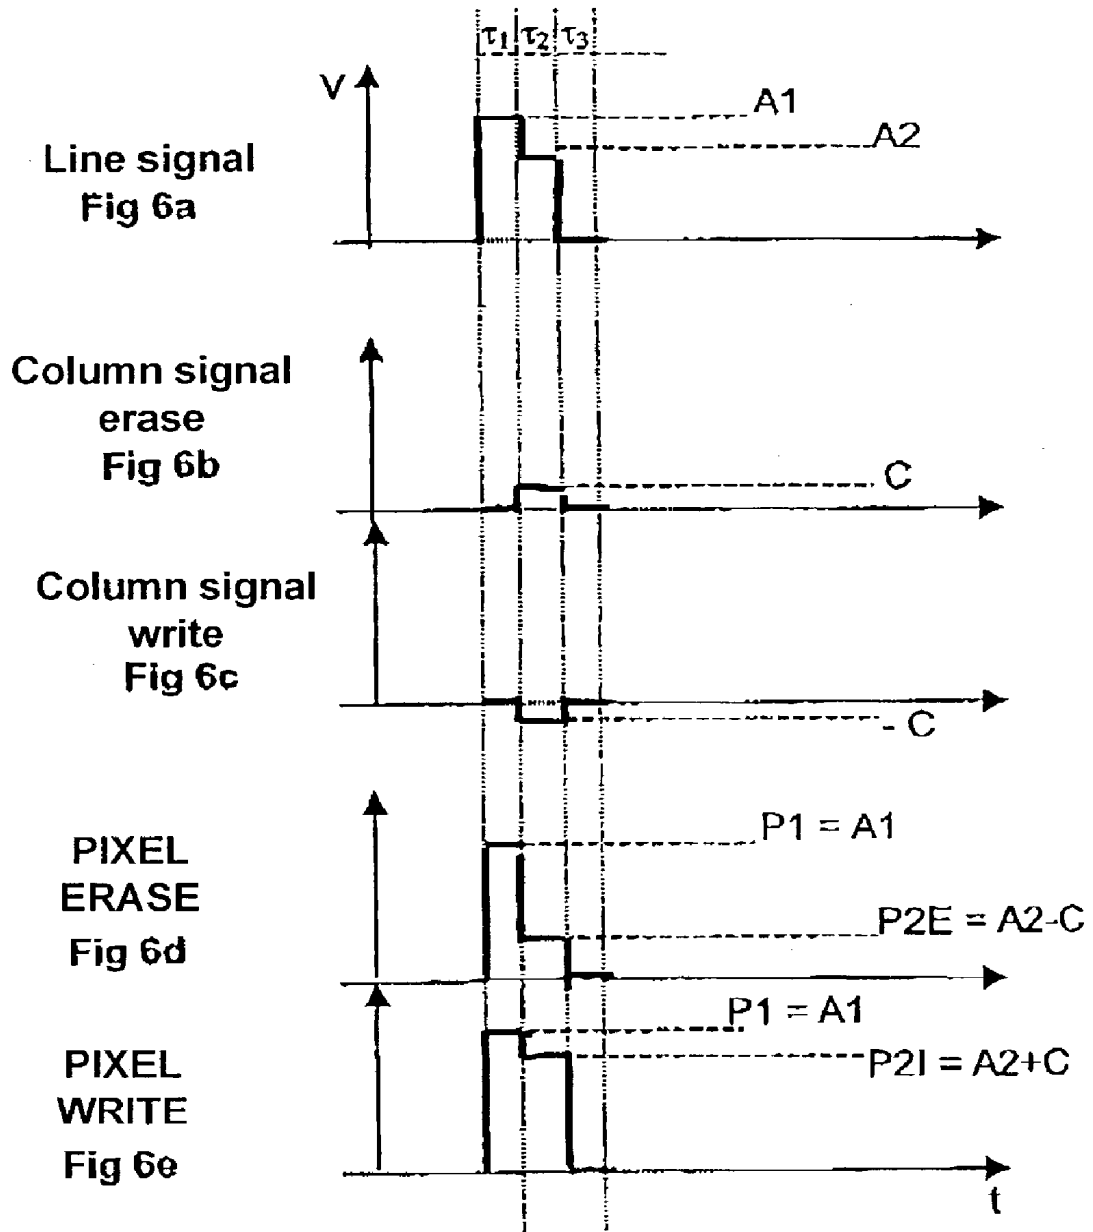 τ1 τ2 τ3
V
A1
A2
Line signal
Fig 6a
Column signal
erase
Fig 6b
C
Column signal
write
Fig 6c
- C
PIXEL
ERASE
Fig 6d
P1 = A1
P2E = A2-C
PIXEL
WRITE
Fig 6e
P1 = A1
P2I = A2+C
t